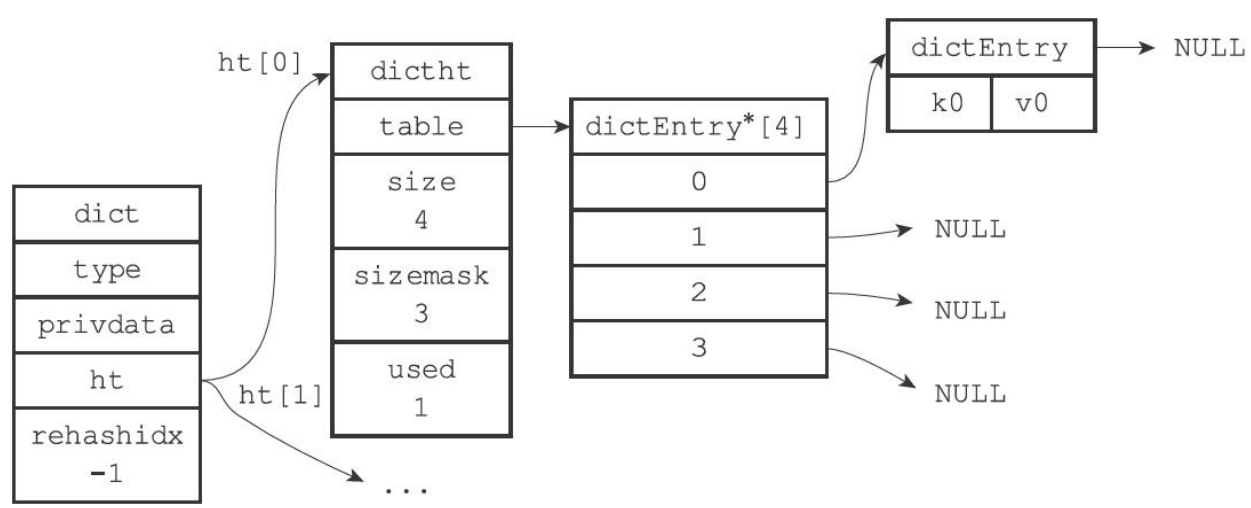 dict
type
privdata
ht
rehashidx
-1
ht[0]
ht[1]
...
dictht
table
size
4
sizemask
3
used
1
dictEntry*[4]
0
1
2
3
dictEntry
k0 v0
NULL
NULL
NULL
NULL